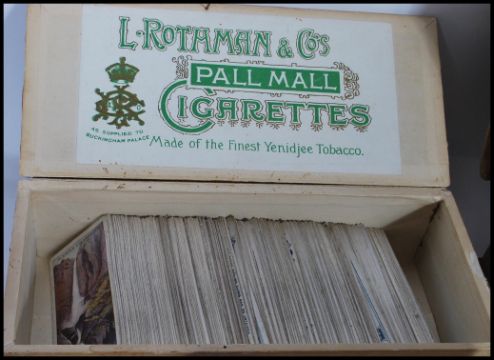 L. ROTHMAN & Co's
PALL MALL
CIGARETTES
AS SUPPLIED TO
BUCKINGHAM PALACE
Made of the Finest Yenidjee Tobacco.